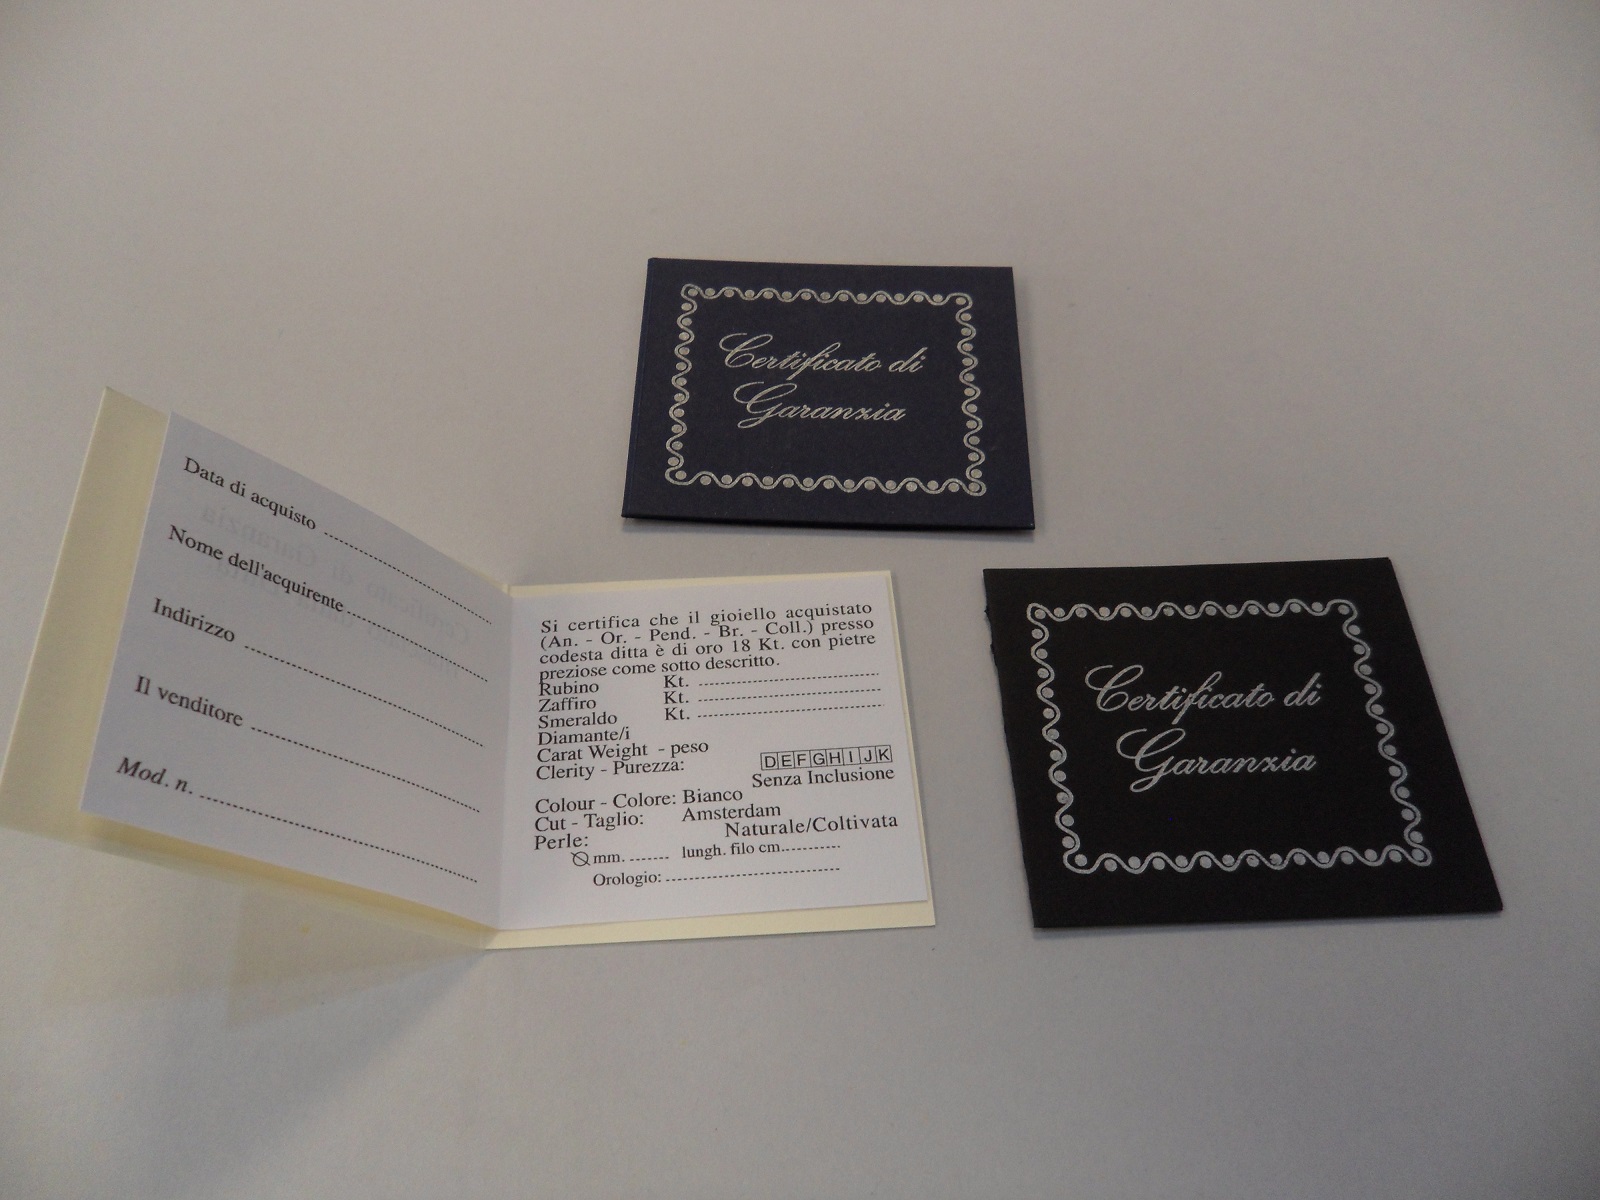 Certificato di
Garanzia
Data di acquisto
Nome dell'acquirente
Indirizzo
Il venditore
Mod. n.
Si certifica che il gioiello acquistato
(An. - Or. - Pend. - Br. - Coll.) presso
codesta ditta è di oro 18 Kt. con pietre
preziose come sotto descritto.
Rubino Kt.
Zaffiro Kt.
Smeraldo Kt.
Diamante/i
Carat Weight - peso
Clerity - Purezza: D E F G H I J K
Senza Inclusione
Colour - Colore: Bianco
Cut - Taglio: Amsterdam
Perle: Naturale/Coltivata
mm. lungh. filo cm.
Orologio:
Certificato di
Garanzia